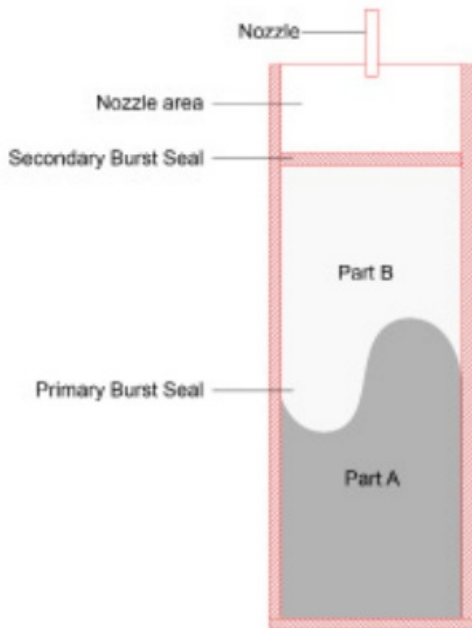 Nozzle
Nozzle area
Secondary Burst Seal
Part B
Primary Burst Seal
Part A